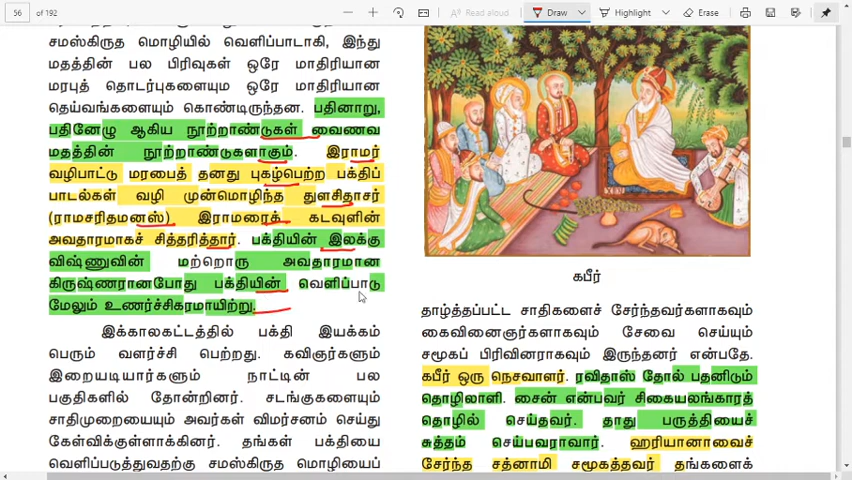 56 of 192
Read aloud
Draw
Highlight
Erase
சமஸ்கிருத மொழியில் வெளிப்பாடாகி, இந்து
மதத்தின் பல பிரிவுகள் ஒரே மாதிரியான
மரபுத் தொடர்புகளையும ஒரே மாதிரியான
தெய்வங்களையும் கொண்டிருந்தன. பதினாறு,
பதினேழு ஆகிய நூற்றாண்டுகள் வைணவ
மதத்தின் நூற்றாண்டுகளாகும். இராமர்
வழிபாட்டு மரபைத் தனது புகழ்பெற்ற பக்திப்
பாடல்கள் வழி முன்மொழிந்த துளசிதாசர்
(ராமசரிதமனஸ்) இராமரைக் கடவுளின்
அவதாரமாகச் சித்தரித்தார். பக்தியின் இலக்கு
விஷ்ணுவின் மற்றொரு அவதாரமான
கிருஷ்ணரானபோது பக்தியின் வெளிப்பாடு
மேலும் உணர்ச்சிகரமாயிற்று.
இக்காலகட்டத்தில் பக்தி இயக்கம்
பெரும் வளர்ச்சி பெற்றது. கவிஞர்களும்
இறையடியார்களும் நாட்டின் பல
பகுதிகளில் தோன்றினர். சடங்குகளையும்
சாதிமுறையையும் அவர்கள் விமர்சனம் செய்து
கேள்விக்குள்ளாக்கினர். தங்கள் பக்தியை
வெளிப்படுத்துவதற்கு சமஸ்கிருத மொழியைப்
கபீர்
தாழ்த்தப்பட்ட சாதிகளைச் சேர்ந்தவர்களாகவும்
கைவினைஞர்களாகவும் சேவை செய்யும்
சமூகப் பிரிவினராகவும் இருந்தனர் என்பதே.
கபீர் ஒரு நெசவாளர். ரவிதாஸ் தோல் பதனிடும்
தொழிலாளி. சைன் என்பவர் சிகையலங்காரத்
தொழில் செய்தவர். தாது பருத்தியைச்
சுத்தம் செய்பவராவார். ஹரியானாவைச்
சேர்ந்த சத்னாமி சமூகத்தவர் தங்களைக்